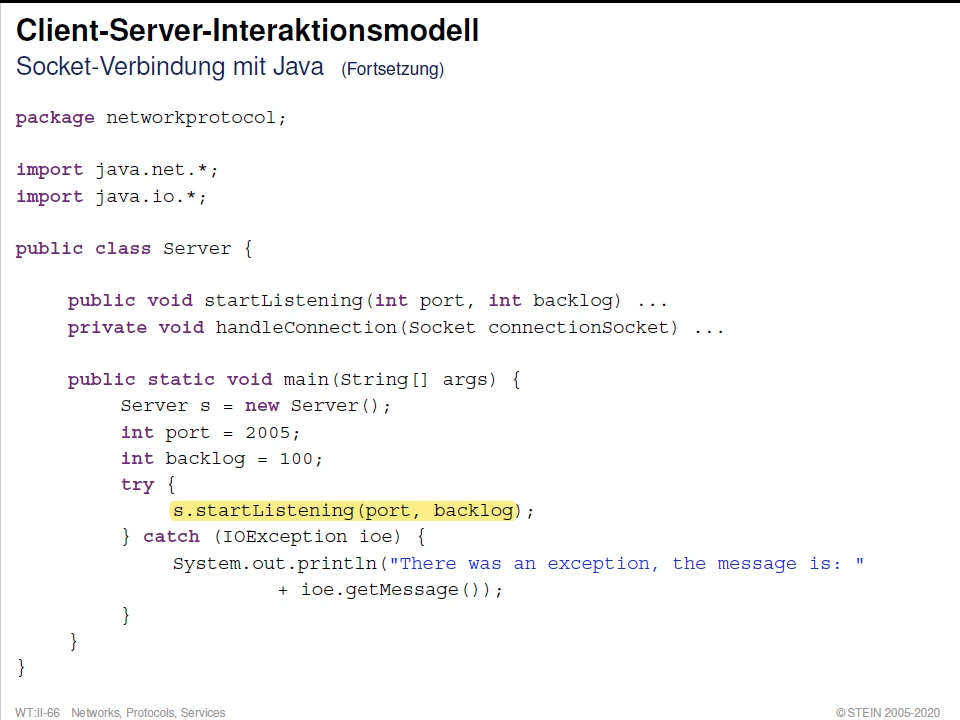 Client-Server-Interaktionsmodell
Socket-Verbindung mit Java (Fortsetzung)
package networkprotocol;
import java.net.*;
import java.io.*;
public class Server {
public void startListening(int port, int backlog) ...
private void handleConnection(Socket connectionSocket) ...
public static void main(String[] args) {
Server s = new Server();
int port = 2005;
int backlog = 100;
try {
s.startListening(port, backlog);
} catch (IOException ioe) {
System.out.println("There was an exception, the message is: "
+ ioe.getMessage());
}
}
}
WT:II-66 Networks, Protocols, Services
©STEIN 2005-2020